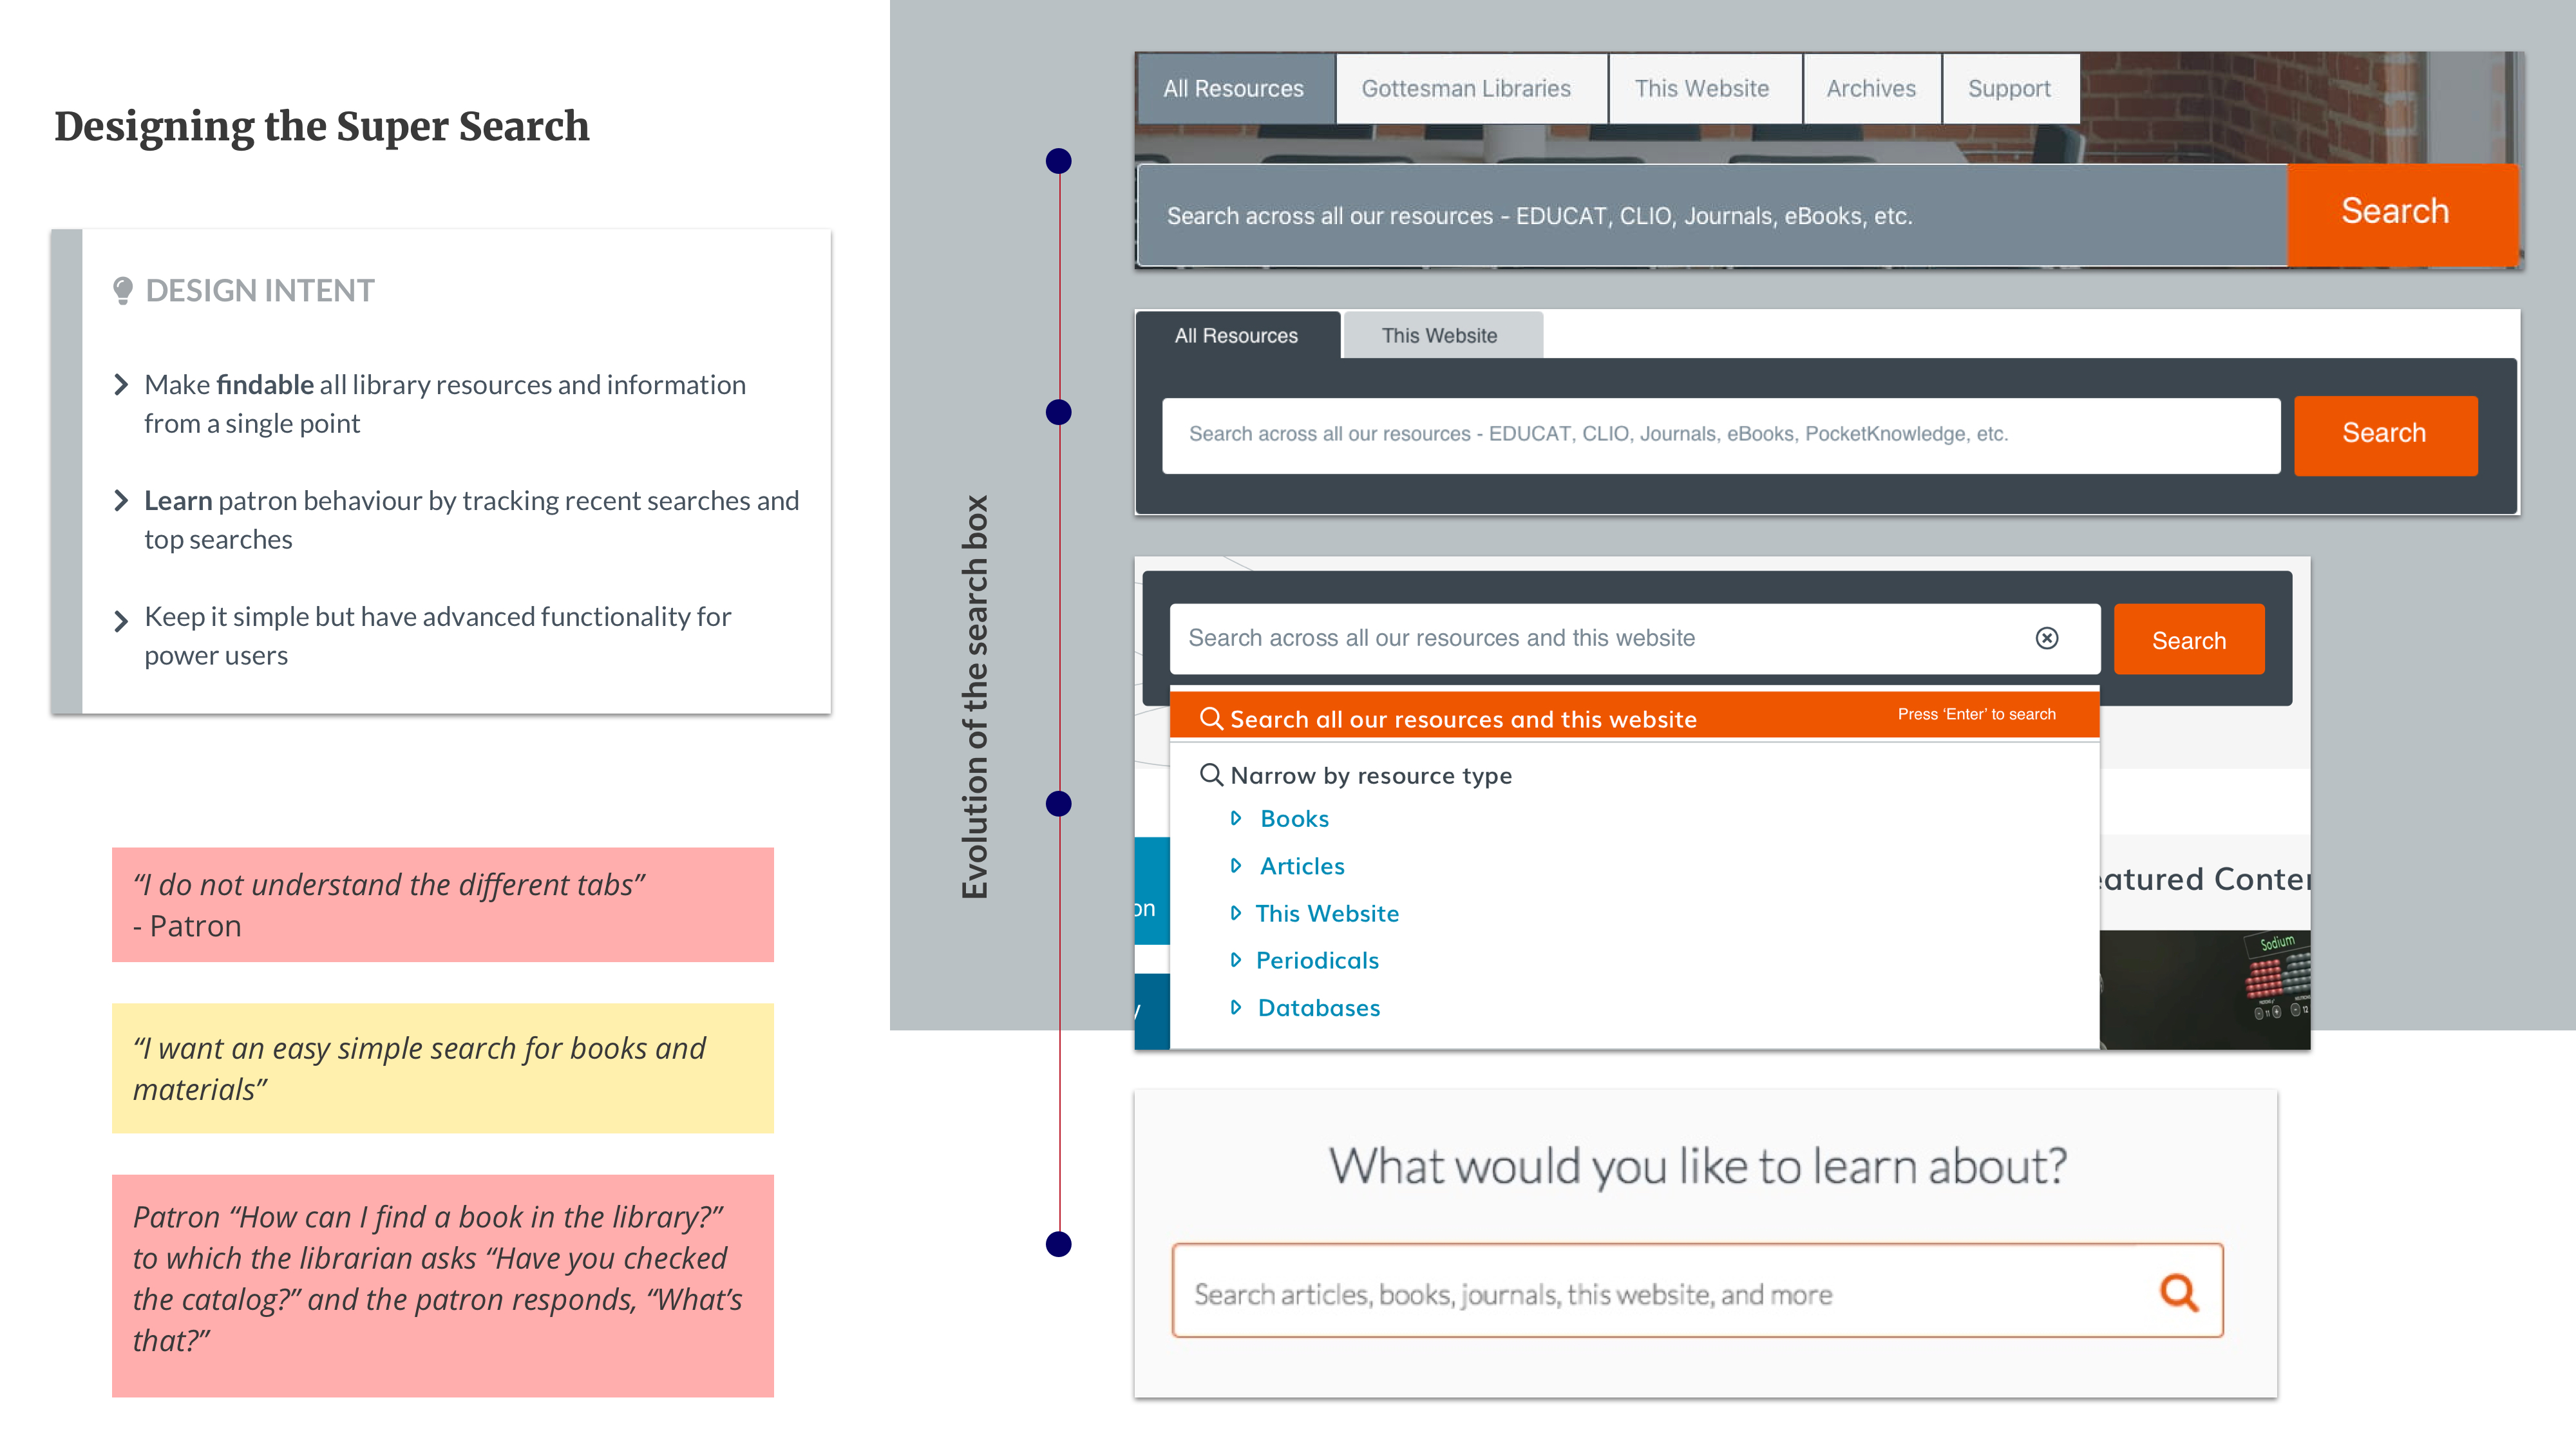 Designing the Super Search
DESIGN INTENT
Make findable all library resources and information
from a single point
Learn patron behaviour by tracking recent searches and
top searches
Keep it simple but have advanced functionality for
power users
“I do not understand the different tabs”
- Patron
“I want an easy simple search for books and
materials”
Patron “How can I find a book in the library?”
to which the librarian asks “Have you checked
the catalog?” and the patron responds, “What’s
that?”
Evolution of the search box
All Resources
Gottesman Libraries
This Website
Archives
Support
Search across all our resources - EDUCAT, CLIO, Journals, eBooks, etc.
Search
All Resources
This Website
Search across all our resources - EDUCAT, CLIO, Journals, eBooks, PocketKnowledge, etc.
Search
Search across all our resources and this website
Search
Search all our resources and this website
Press ‘Enter’ to search
Narrow by resource type
Books
Articles
This Website
Periodicals
Databases
on
eatured Conter
Sodium
What would you like to learn about?
Search articles, books, journals, this website, and more